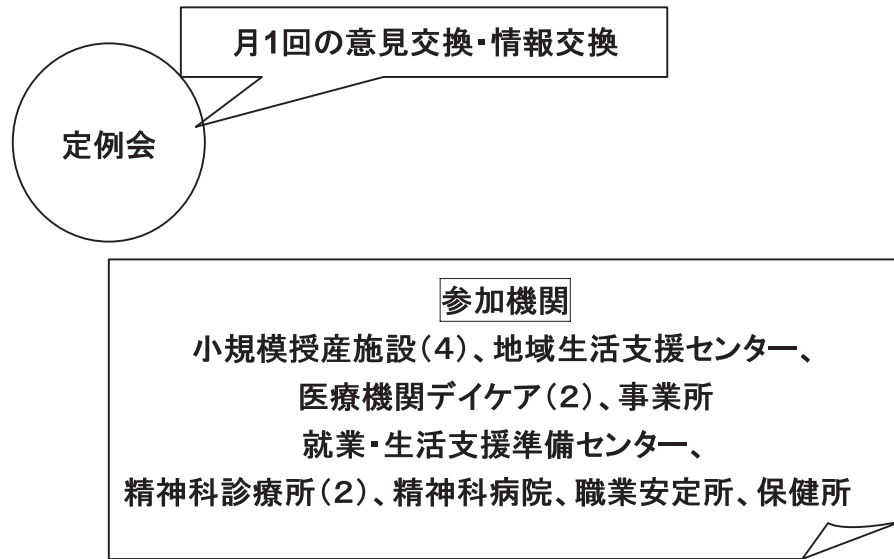 月1回の意見交換・情報交換
定例会
参加機関
小規模授産施設(4)、地域生活支援センター、
医療機関デイケア(2)、事業所
就業・生活支援準備センター、
精神科診療所(2)、精神科病院、職業安定所、保健所